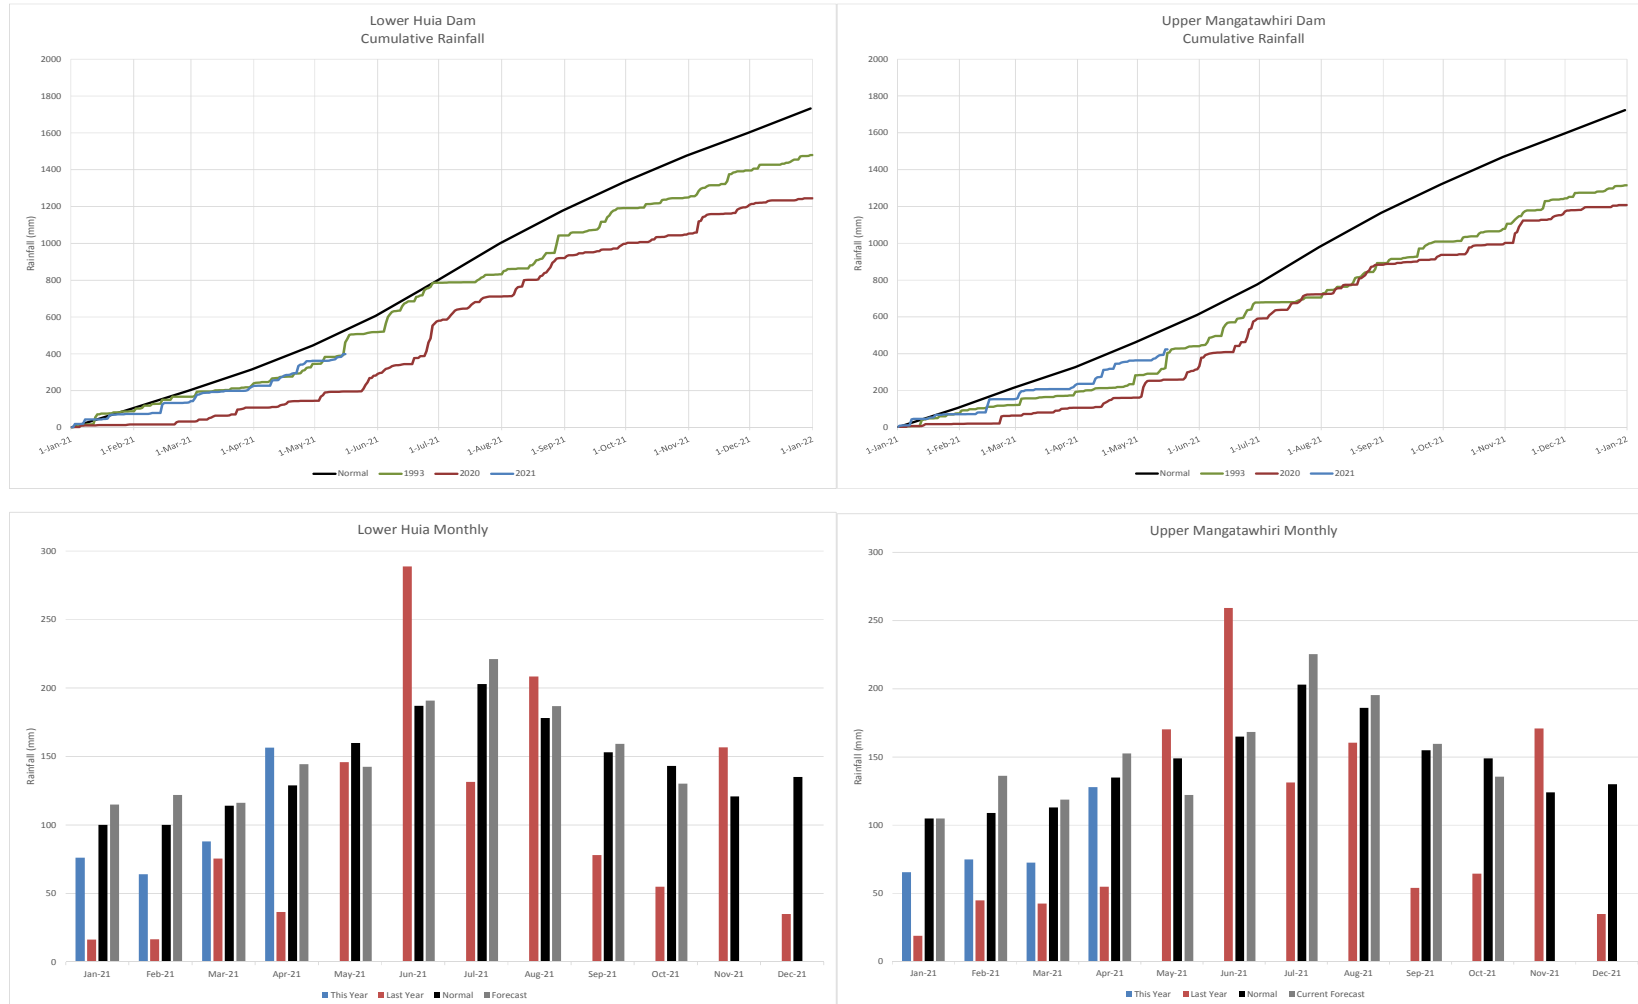 Lower Huia Dam
Cumulative Rainfall
2000
1800
1600
1400
1200
1000
800
600
400
200
0
Rainfall (mm)
1-Jan-21
1-Feb-21
1-Mar-21
1-Apr-21
1-May-21
1-Jun-21
1-Jul-21
1-Aug-21
1-Sep-21
1-Oct-21
1-Nov-21
1-Dec-21
1-Jan-22
Normal 1993 2020 2021
Upper Mangatawhiri Dam
Cumulative Rainfall
2000
1800
1600
1400
1200
1000
800
600
400
200
0
Rainfall (mm)
1-Jan-21
1-Feb-21
1-Mar-21
1-Apr-21
1-May-21
1-Jun-21
1-Jul-21
1-Aug-21
1-Sep-21
1-Oct-21
1-Nov-21
1-Dec-21
1-Jan-22
Normal 1993 2020 2021
Lower Huia Monthly
300
250
200
150
100
50
0
Rainfall (mm)
Jan-21 Feb-21 Mar-21 Apr-21 May-21 Jun-21 Jul-21 Aug-21 Sep-21 Oct-21 Nov-21 Dec-21
This Year Last Year Normal Forecast
Upper Mangatawhiri Monthly
300
250
200
150
100
50
0
Rainfall (mm)
Jan-21 Feb-21 Mar-21 Apr-21 May-21 Jun-21 Jul-21 Aug-21 Sep-21 Oct-21 Nov-21 Dec-21
This Year Last Year Normal Current Forecast